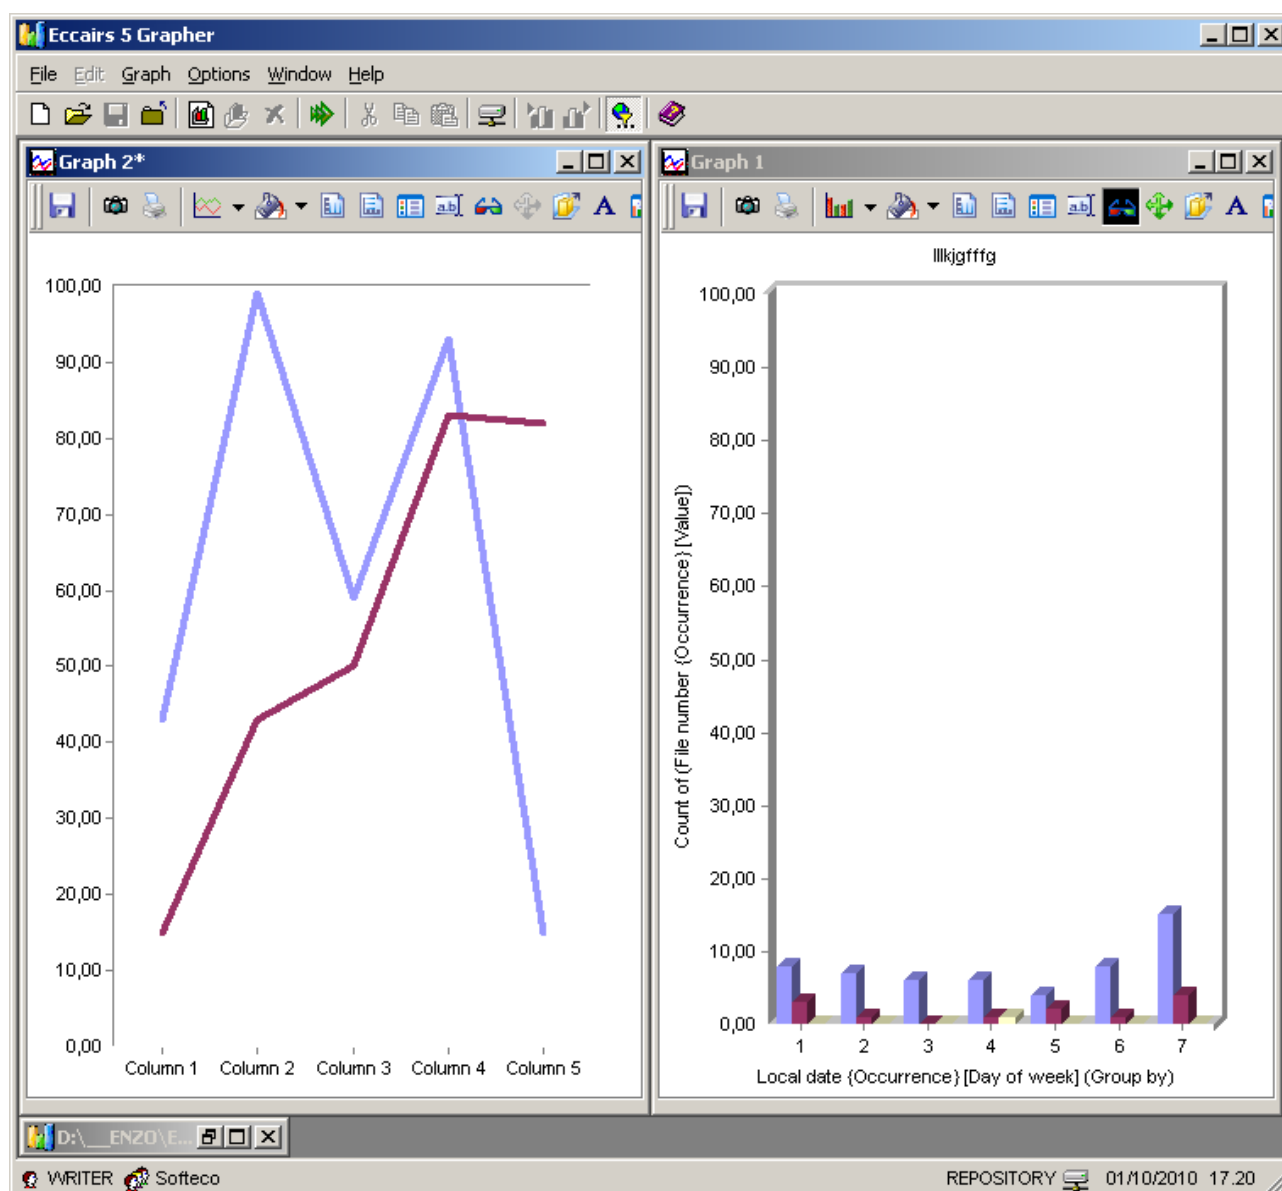 Eccairs 5 Grapher
File Edit Graph Options Window Help
Graph 2*
a.b
A
100,00
90,00
80,00
70,00
60,00
50,00
40,00
30,00
20,00
10,00
0,00
Column 1 Column 2 Column 3 Column 4 Column 5
Graph 1
a.b
A
lllkjgfffg
Count of (File number {Occurrence} [Value])
100,00
90,00
80,00
70,00
60,00
50,00
40,00
30,00
20,00
10,00
0,00
1 2 3 4 5 6 7
Local date {Occurrence} [Day of week] (Group by)
D:\__ENZO\E...
WRITER Softeco
REPOSITORY 01/10/2010 17.20